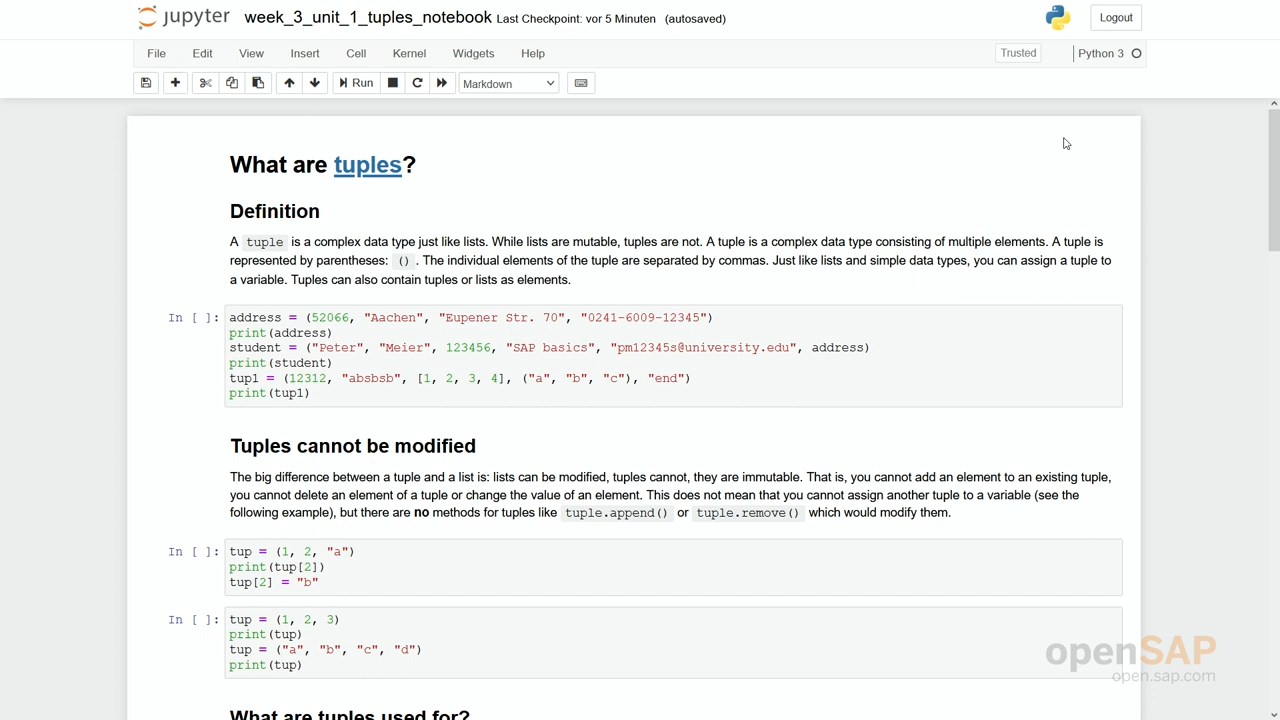 jupyter week_3_unit_1_tuples_notebook Last Checkpoint: vor 5 Minuten (autosaved) Logout
File Edit View Insert Cell Kernel Widgets Help Trusted Python 3
Run Markdown
What are tuples?
Definition
A tuple is a complex data type just like lists. While lists are mutable, tuples are not. A tuple is a complex data type consisting of multiple elements. A tuple is
represented by parentheses: (). The individual elements of the tuple are separated by commas. Just like lists and simple data types, you can assign a tuple to
a variable. Tuples can also contain tuples or lists as elements.
In [ ]: address = (52066, "Aachen", "Eupener Str. 70", "0241-6009-12345")
print(address)
student = ("Peter", "Meier", 123456, "SAP basics", "pm12345s@university.edu", address)
print(student)
tup1 = (12312, "absbsb", [1, 2, 3, 4], ("a", "b", "c"), "end")
print(tup1)
Tuples cannot be modified
The big difference between a tuple and a list is: lists can be modified, tuples cannot, they are immutable. That is, you cannot add an element to an existing tuple,
you cannot delete an element of a tuple or change the value of an element. This does not mean that you cannot assign another tuple to a variable (see the
following example), but there are no methods for tuples like tuple.append() or tuple.remove() which would modify them.
In [ ]: tup = (1, 2, "a")
print(tup[2])
tup[2] = "b"
In [ ]: tup = (1, 2, 3)
print(tup)
tup = ("a", "b", "c", "d")
print(tup)
openSAP
open.sap.com
What are tuples used for?